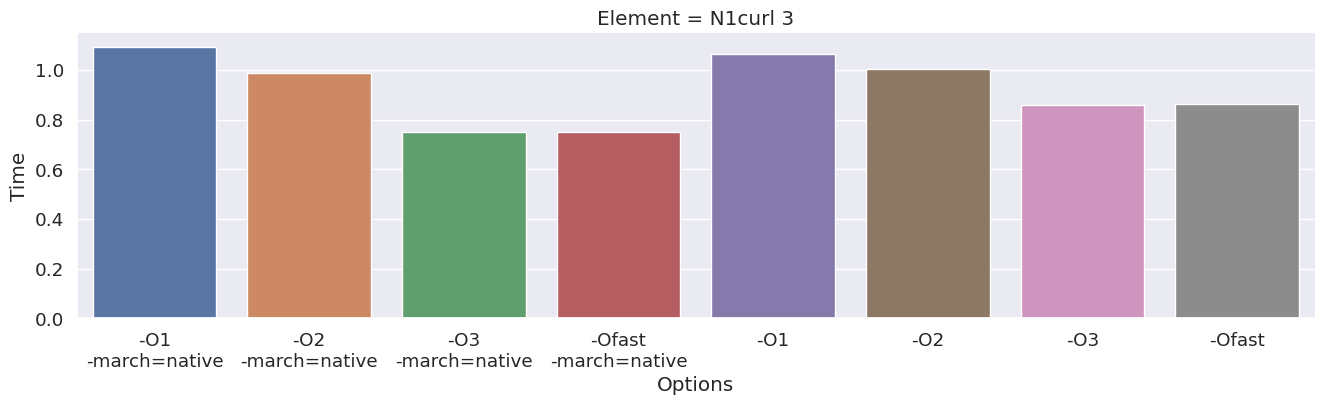 Element = N1curl 3
Time
1.0
0.8
0.6
0.4
0.2
0.0
-O1
-march=native
-O2
-march=native
-O3
-march=native
-Ofast
-march=native
-O1
-O2
-O3
-Ofast
Options